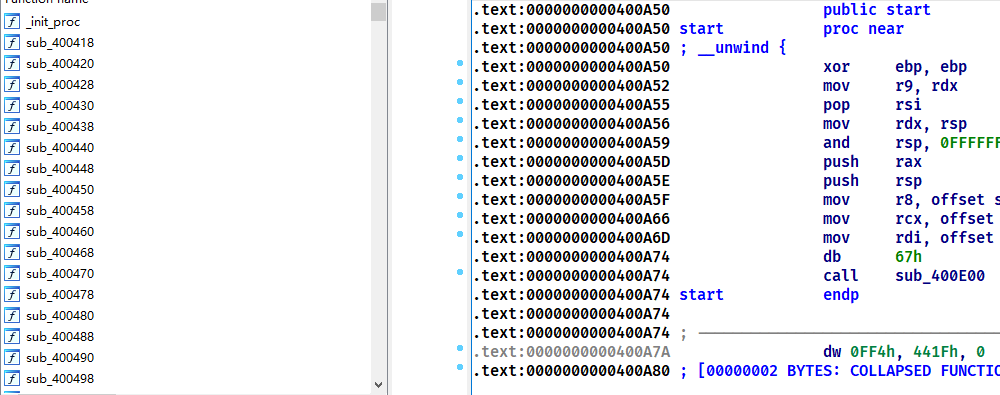 Function name
_init_proc
sub_400418
sub_400420
sub_400428
sub_400430
sub_400438
sub_400440
sub_400448
sub_400450
sub_400458
sub_400460
sub_400468
sub_400470
sub_400478
sub_400480
sub_400488
sub_400490
sub_400498
.text:0000000000400A50 public start
.text:0000000000400A50 start proc near
.text:0000000000400A50 ; __unwind {
.text:0000000000400A50 xor ebp, ebp
.text:0000000000400A52 mov r9, rdx
.text:0000000000400A55 pop rsi
.text:0000000000400A56 mov rdx, rsp
.text:0000000000400A59 and rsp, 0FFFFFF
.text:0000000000400A5D push rax
.text:0000000000400A5E push rsp
.text:0000000000400A5F mov r8, offset s
.text:0000000000400A66 mov rcx, offset
.text:0000000000400A6D mov rdi, offset
.text:0000000000400A74 db 67h
.text:0000000000400A74 call sub_400E00
.text:0000000000400A74 start endp
.text:0000000000400A74
.text:0000000000400A74 ;
.text:0000000000400A7A dw 0FF4h, 441Fh, 0
.text:0000000000400A80 ; [00000002 BYTES: COLLAPSED FUNCTIO